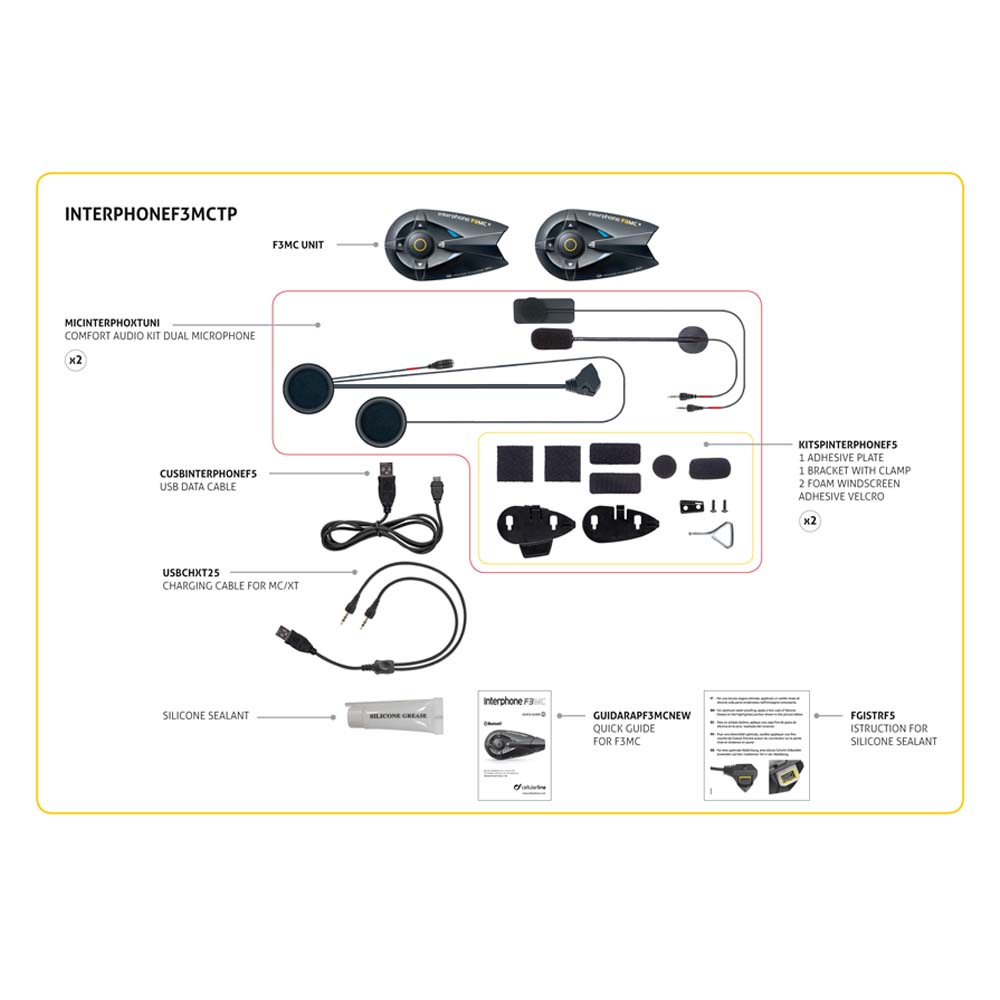 INTERPHONEF3MCTP
F3MC UNIT
interphone F3MC
interphone F3MC
MICINTERPHOXTUNI
COMFORT AUDIO KIT DUAL MICROPHONE
x2
KITSPINTERPHONEF5
1 ADHESIVE PLATE
1 BRACKET WITH CLAMP
2 FOAM WINDSCREEN
ADHESIVE VELCRO
x2
CUSBINTERPHONEF5
USB DATA CABLE
USBCHXT25
CHARGING CABLE FOR MC/XT
SILICONE SEALANT
SILICONE GREASE
interphone F3MC
QUICK GUIDE
Bluetooth
cellularline
GUIDARAPF3MCNEW
QUICK GUIDE
FOR F3MC
FGISTRF5
ISTRUCTION FOR
SILICONE SEALANT